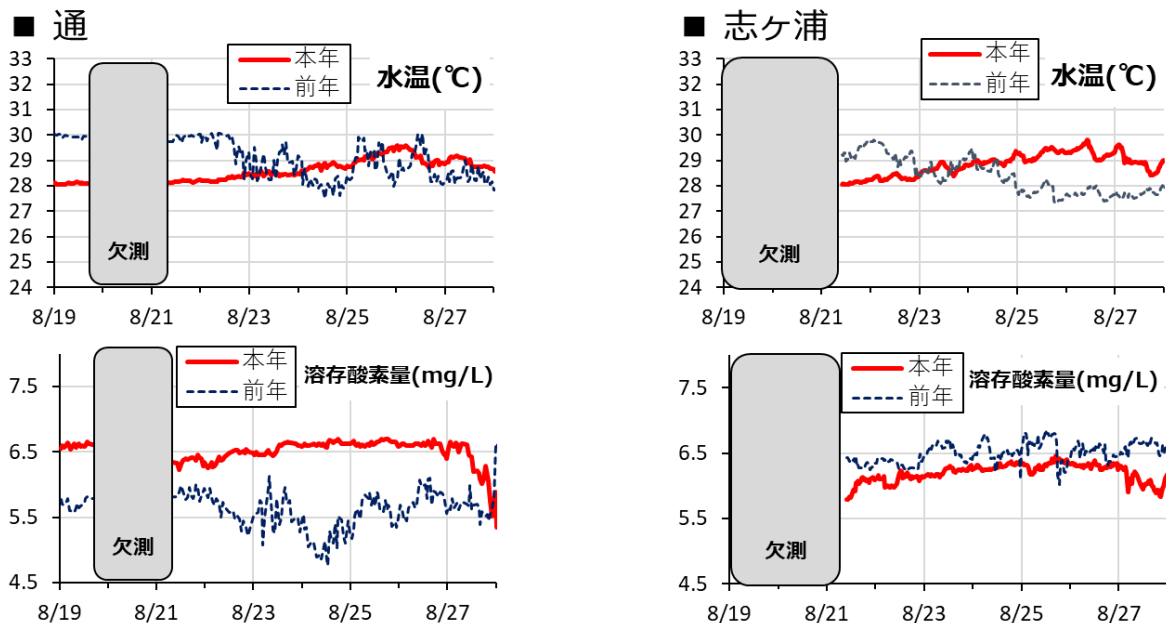 ■ 通
33
32
31
30
29
28
27
26
25
24
本年
前年
水温(℃)
欠測
8/19 8/21 8/23 8/25 8/27
■ 志ヶ浦
33
32
31
30
29
28
27
26
25
24
本年
前年
水温(℃)
欠測
8/19 8/21 8/23 8/25 8/27
7.5
6.5
5.5
4.5
本年
前年
溶存酸素量(mg/L)
欠測
8/19 8/21 8/23 8/25 8/27
7.5
6.5
5.5
4.5
本年
前年
溶存酸素量(mg/L)
欠測
8/19 8/21 8/23 8/25 8/27